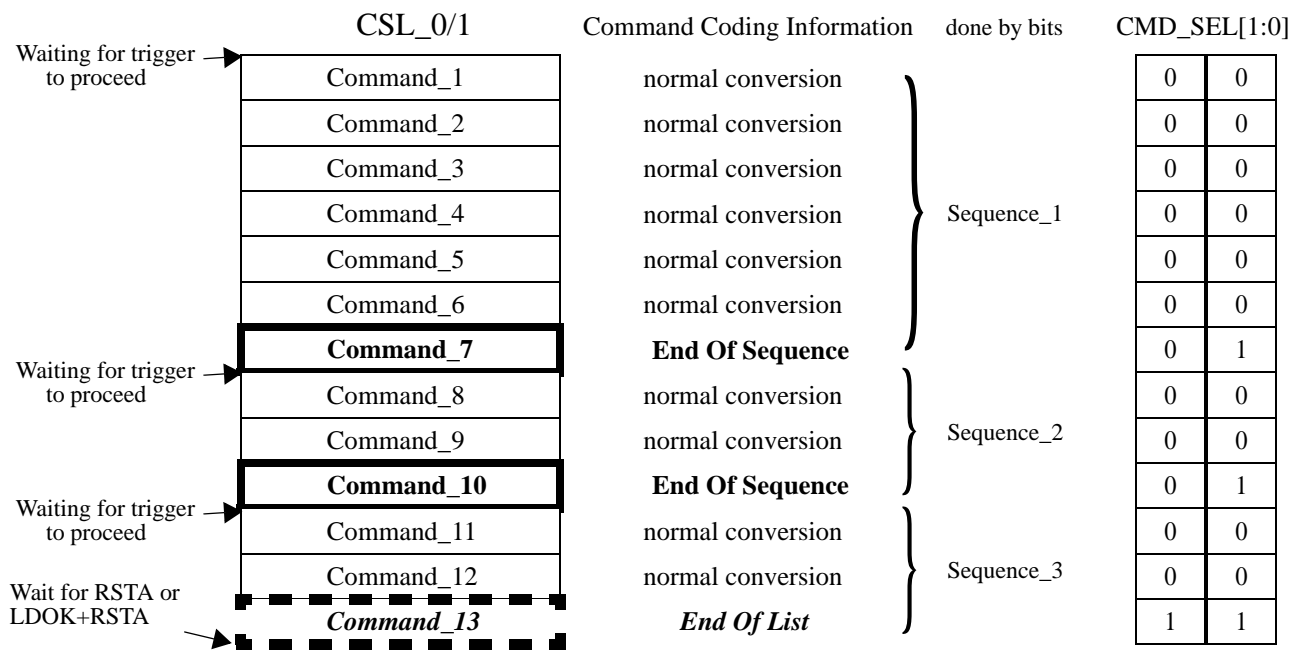 CSL_0/1 Command Coding Information done by bits CMD_SEL[1:0]
Waiting for trigger
to proceed
Command_1 normal conversion 0 0
Command_2 normal conversion 0 0
Command_3 normal conversion 0 0
Command_4 normal conversion Sequence_1 0 0
Command_5 normal conversion 0 0
Command_6 normal conversion 0 0
Command_7 End Of Sequence 0 1
Waiting for trigger
to proceed
Command_8 normal conversion 0 0
Command_9 normal conversion Sequence_2 0 0
Command_10 End Of Sequence 0 1
Waiting for trigger
to proceed
Command_11 normal conversion 0 0
Command_12 normal conversion Sequence_3 0 0
Wait for RSTA or
LDOK+RSTA
Command_13 End Of List 1 1